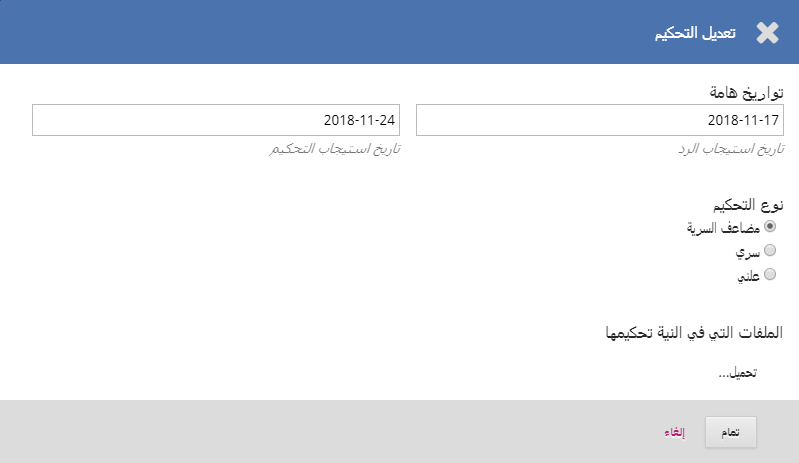 تعديل التحكيم
تواريخ هامة
2018-11-17
2018-11-24
تاريخ استيجاب الرد
تاريخ استيجاب التحكيم
نوع التحكيم
مضاعف السرية
سري
علني
الملفات التي في النية تحكيمها
تحميل...
تمام
إلغاء